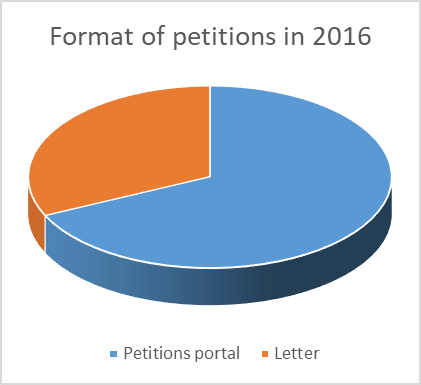 Format of petitions in 2016
Petitions portal Letter